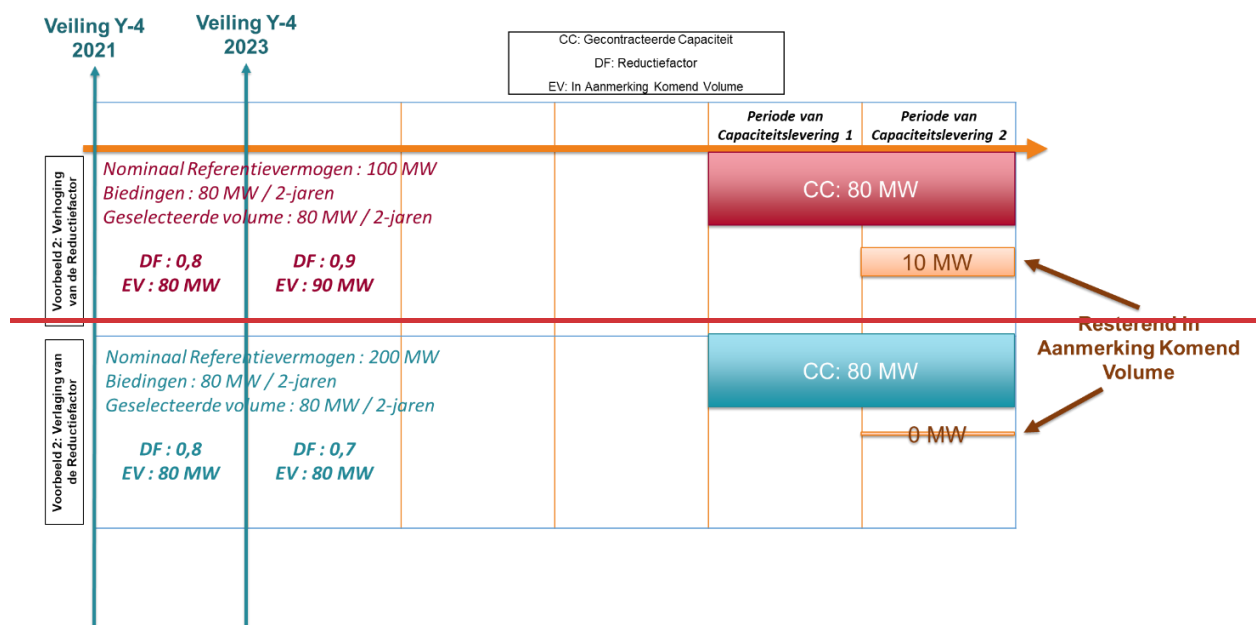 Veiling Y-4
2021
Veiling Y-4
2023
CC: Gecontracteerde Capaciteit
DF: Reductiefactor
EV: In Aanmerking Komend Volume
Periode van
Capaciteitslevering 1
Periode van
Capaciteitslevering 2
Voorbeeld 2: Verhoging
van de Reductiefactor
Nominaal Referentievermogen : 100 MW
Biedingen : 80 MW / 2-jaren
Geselecteerde volume : 80 MW / 2-jaren
DF : 0,8
EV : 80 MW
DF : 0,9
EV : 90 MW
CC: 80 MW
10 MW
Resterend In
Aanmerking Komend
Volume
Voorbeeld 2: Verlaging van
de Reductiefactor
Nominaal Referentievermogen : 200 MW
Biedingen : 80 MW / 2-jaren
Geselecteerde volume : 80 MW / 2-jaren
DF : 0,8
EV : 80 MW
DF : 0,7
EV : 80 MW
CC: 80 MW
0 MW